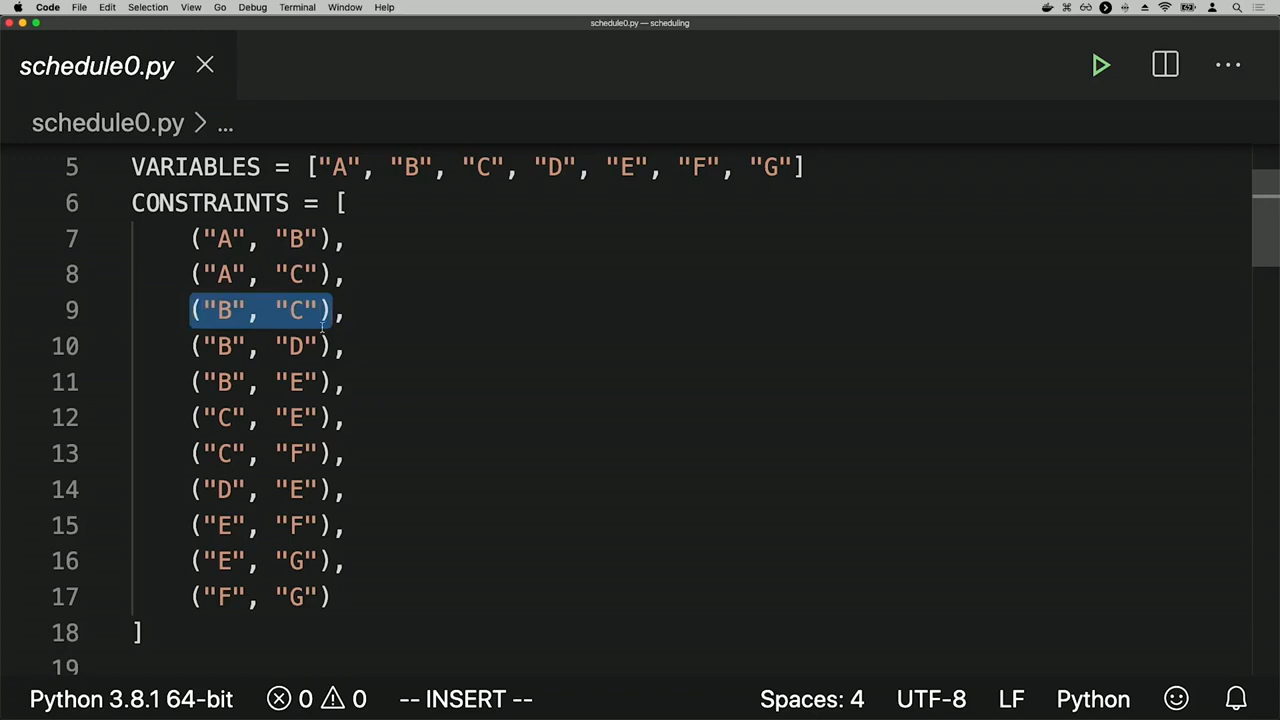 Code File Edit Selection View Go Debug Terminal Window Help
schedule0.py — scheduling
schedule0.py
schedule0.py > ...
5 VARIABLES = ["A", "B", "C", "D", "E", "F", "G"]
6 CONSTRAINTS = [
7 ("A", "B"),
8 ("A", "C"),
9 ("B", "C"),
10 ("B", "D"),
11 ("B", "E"),
12 ("C", "E"),
13 ("C", "F"),
14 ("D", "E"),
15 ("E", "F"),
16 ("E", "G"),
17 ("F", "G")
18 ]
19
Python 3.8.1 64-bit 0 0 -- INSERT -- Spaces: 4 UTF-8 LF Python